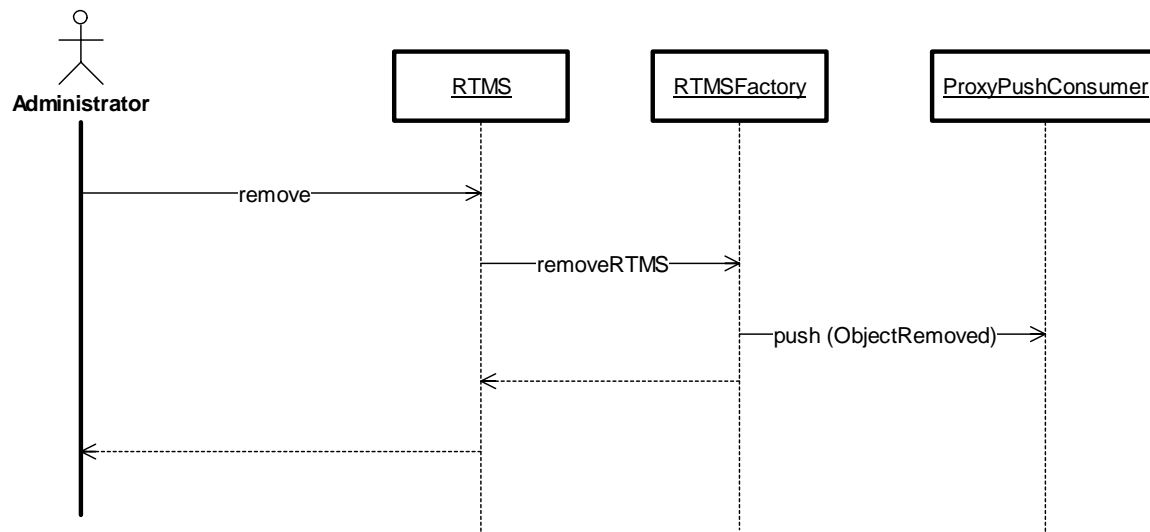 Administrator
RTMS
RTMSFactory
ProxyPushConsumer
remove
removeRTMS
push (ObjectRemoved)